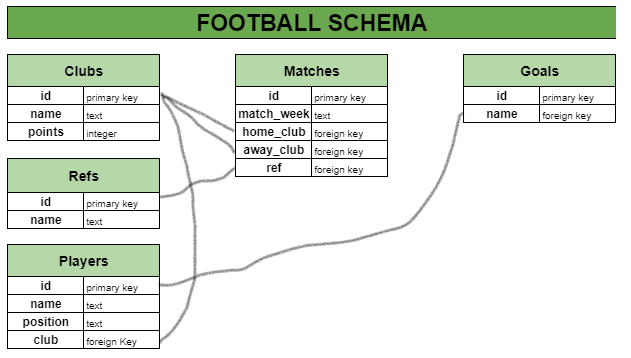 FOOTBALL SCHEMA
Clubs
id primary key
name text
points integer
Refs
id primary key
name text
Players
id primary key
name text
position text
club foreign Key
Matches
id primary key
match_week text
home_club foreign key
away_club foreign key
ref foreign key
Goals
id primary key
name foreign key